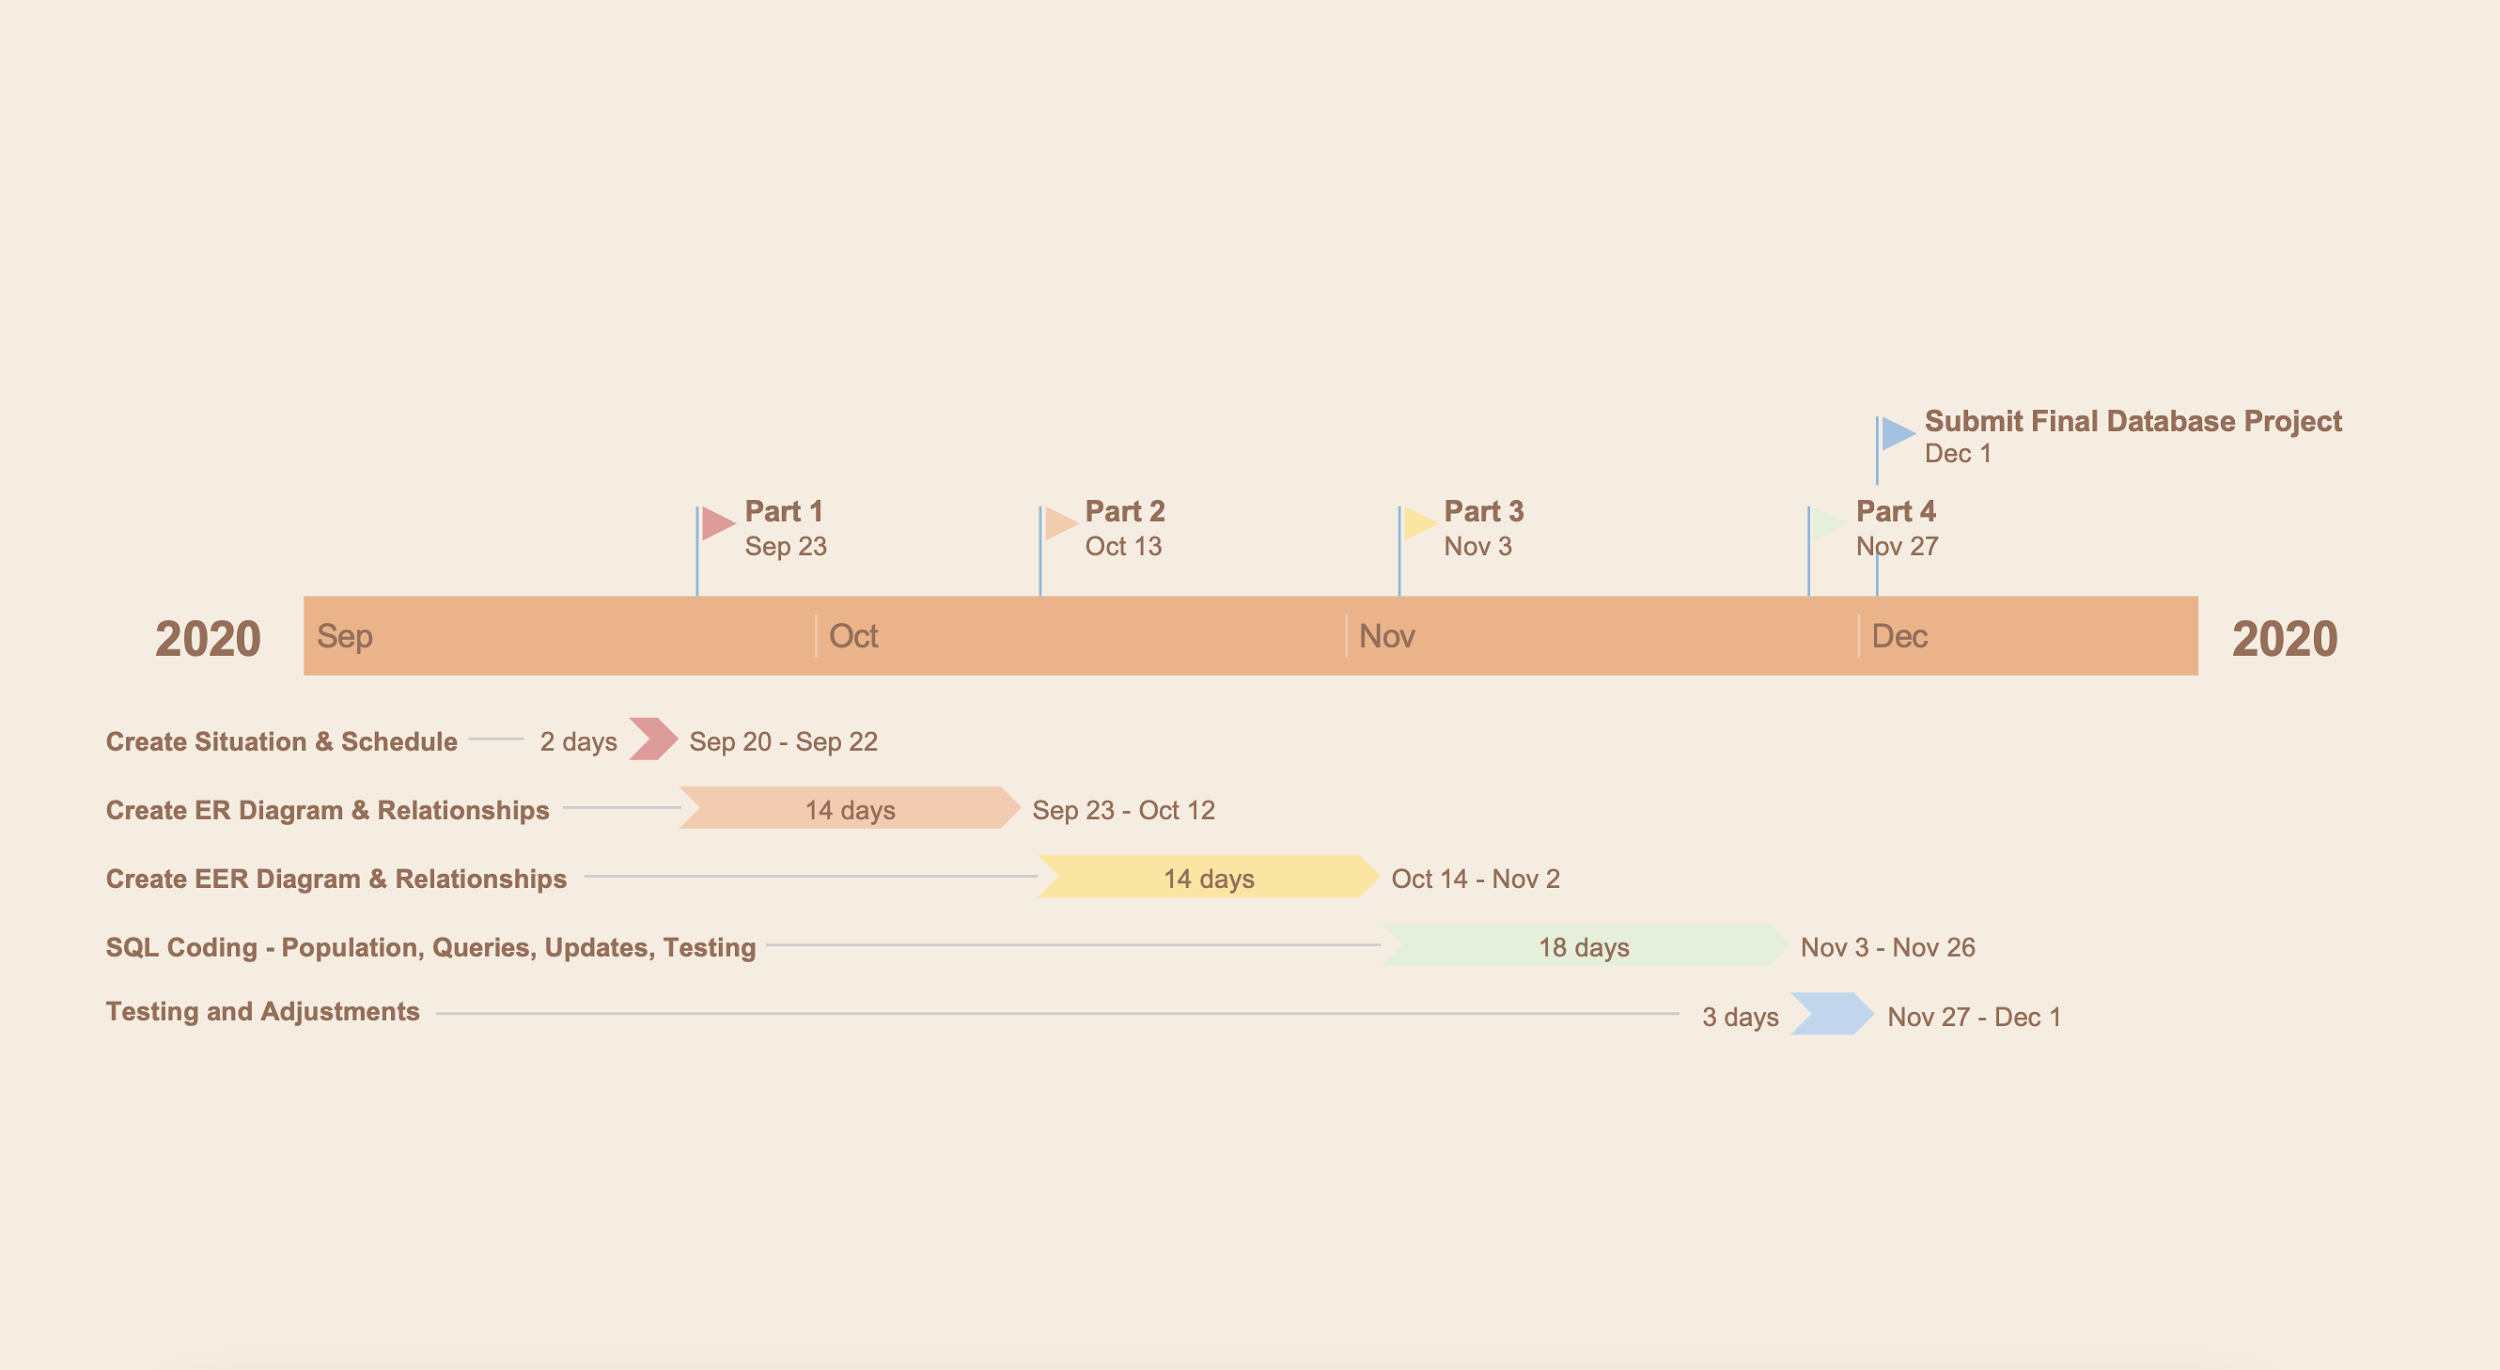 Submit Final Database Project
Dec 1
Part 1
Sep 23
Part 2
Oct 13
Part 3
Nov 3
Part 4
Nov 27
2020
Sep
Oct
Nov
Dec
2020
Create Situation & Schedule
2 days
Sep 20 - Sep 22
Create ER Diagram & Relationships
14 days
Sep 23 - Oct 12
Create EER Diagram & Relationships
14 days
Oct 14 - Nov 2
SQL Coding - Population, Queries, Updates, Testing
18 days
Nov 3 - Nov 26
Testing and Adjustments
3 days
Nov 27 - Dec 1